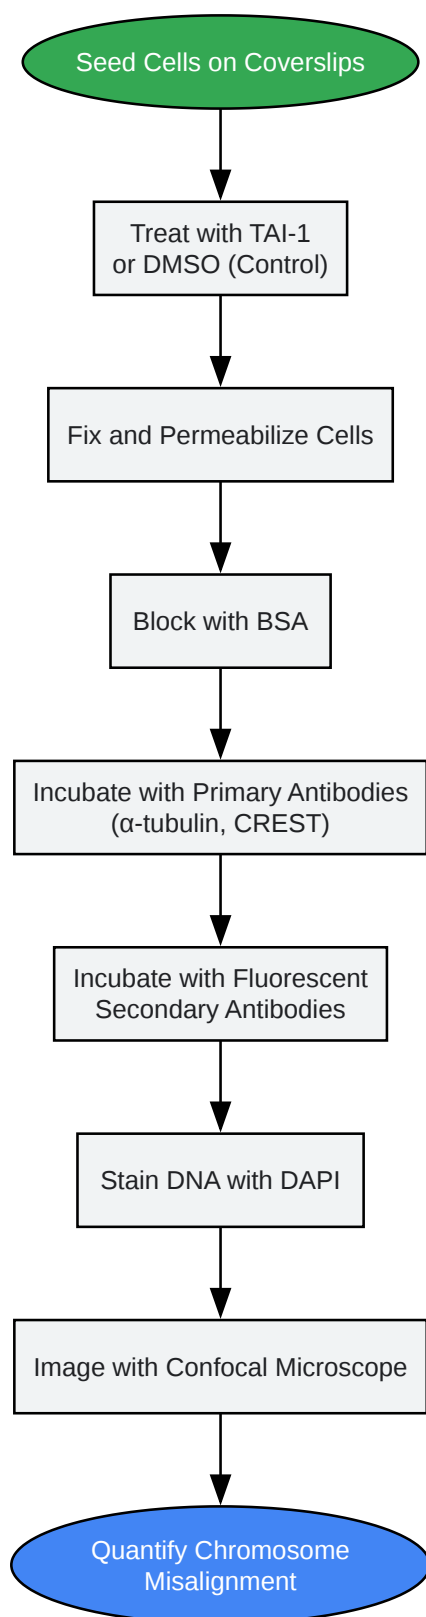 Seed Cells on Coverslips
Treat with TAI-1
or DMSO (Control)
Fix and Permeabilize Cells
Block with BSA
Incubate with Primary Antibodies
(α-tubulin, CREST)
Incubate with Fluorescent
Secondary Antibodies
Stain DNA with DAPI
Image with Confocal Microscope
Quantify Chromosome
Misalignment